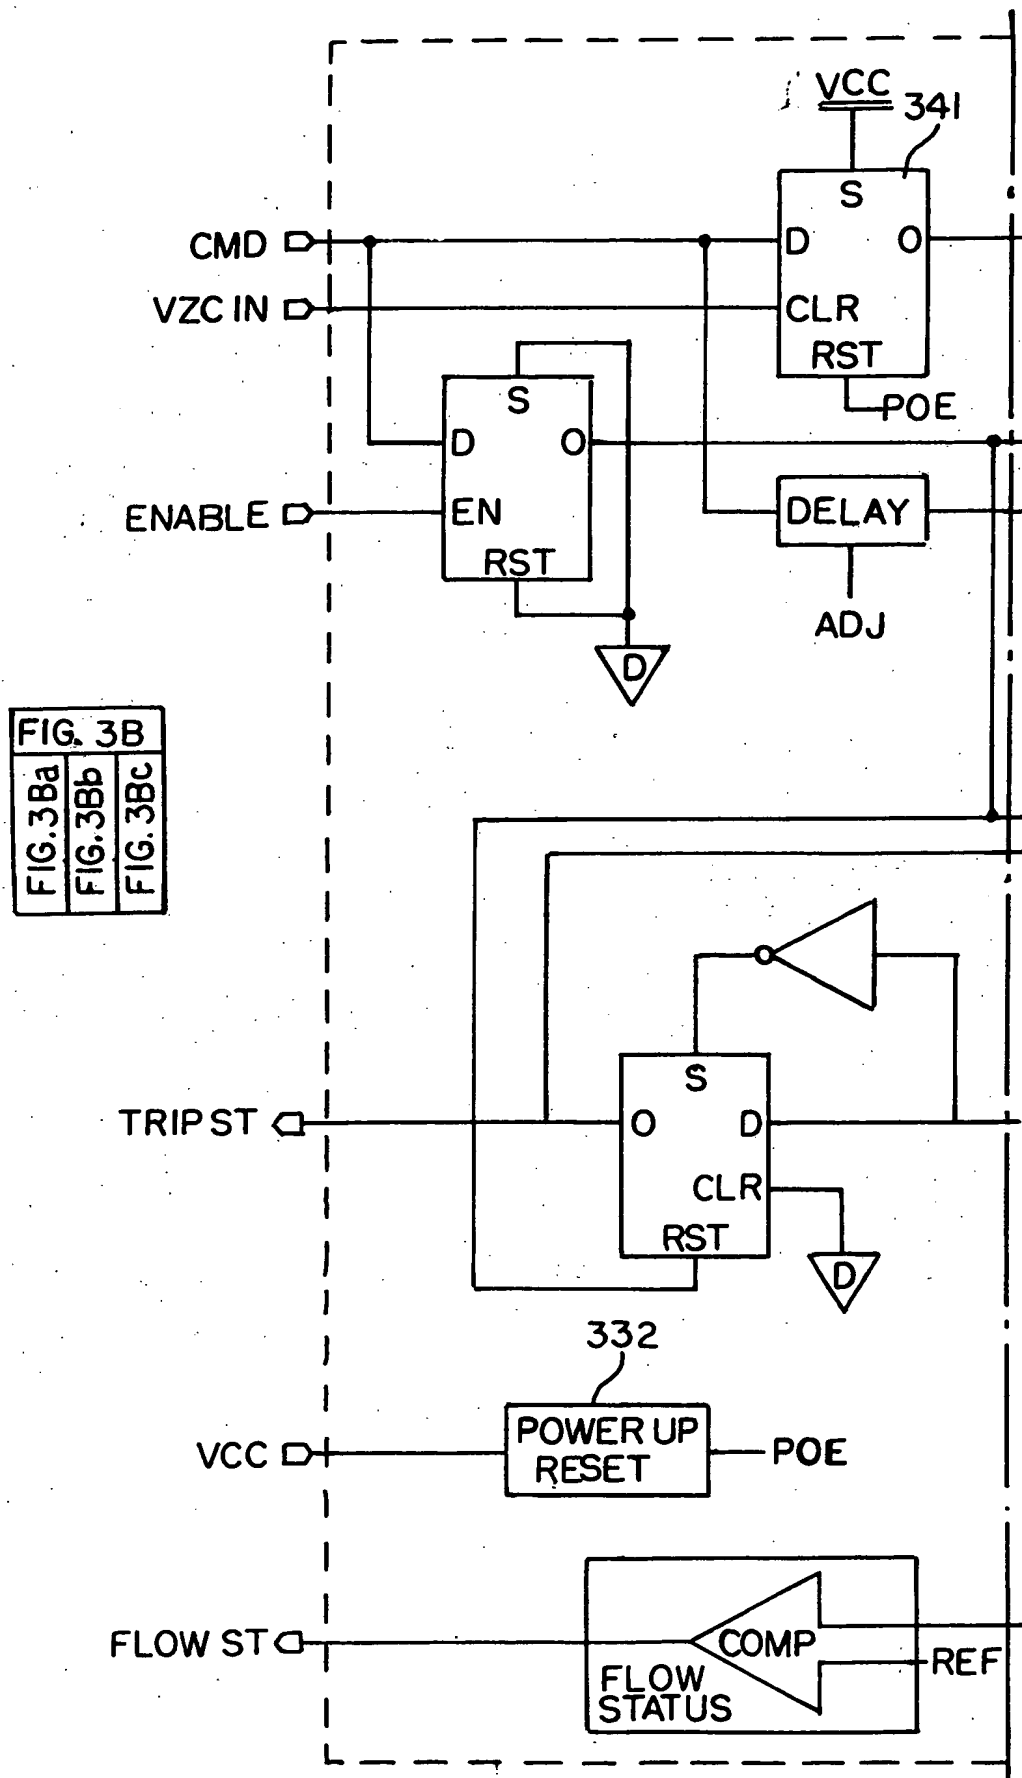 VCC
341
S
CMD
D
O
VZC IN
CLR
RST
POE
S
D
O
ENABLE
EN
RST
DELAY
ADJ
D
FIG. 3B
FIG. 3Ba
FIG. 3Bb
FIG. 3Bc
S
TRIP ST
O
D
CLR
RST
D
332
VCC
POWER UP
RESET
POE
FLOW ST
COMP
REF
FLOW
STATUS